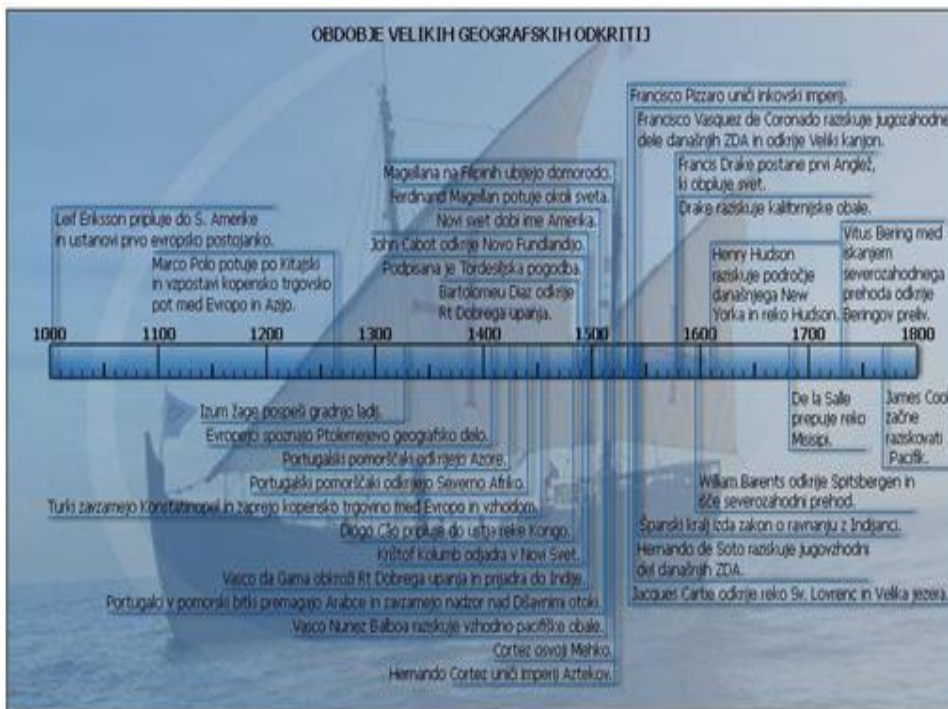 OBDOBJE VELIKIH GEOGRAFSKIH ODKRITIJ
Francisco Pizzaro uniči inkovski imperij.
Francisco Vasquez de Coronado raziskuje jugozahodne
dele današnjih ZDA in odkrije Veliki kanjon.
Magellana na Filipinih ubijejo domorodci.
Francis Drake postane prvi Anglež,
ki obpluje svet.
Ferdinand Magellan potuje okoli sveta.
Drake raziskuje kalifornijske obale.
Leif Eriksson pripluje do S. Amerike
in ustanovi prvo evropsko postojanko.
Novi svet dobi ime Amerika.
John Cabot odkrije Novo Fundlandijo.
Marco Polo potuje po Kitajski
in vzpostavi kopensko trgovsko
pot med Evropo in Azijo.
Podpisana je Tordesiljska pogodba.
Bartolomeu Diaz odkrije
Rt Dobrega upanja.
Henry Hudson
raziskuje področje
današnjega New
Yorka in reko Hudson.
Vitus Bering med
iskanjem
severozahodnega
prehoda odkrije
Beringov preliv.
1000 1100 1200 1300 1400 1500 1600 1700 1800
Izum žage pospeši gradnjo ladij.
Evropejci spoznajo Ptolemejevo geografsko delo.
Portugalski pomorščaki odkrijejo Azore.
Portugalski pomorščaki odkrijejo Severno Afriko.
Turki zavzamejo Konstantinopel in zaprejo kopensko trgovino med Evropo in vzhodom.
Diogo Cão pripluje do ustja reke Kongo.
Krištof Kolumb odjadra v Novi Svet.
Vasco da Gama obkroži Rt Dobrega upanja in prijadra do Indije.
Portugalci v pomorski bitki premagajo Arabce in zavzamejo nadzor nad Dišavnimi otoki.
Vasco Nunez Balboa raziskuje vzhodno pacifiške obale.
Cortez osvoji Mehiko.
Hernando Cortez uniči imperij Aztekov.
De la Salle
prepuje reko
Misisipi.
James Cook
začne
raziskovati
Pacifik.
William Barents odkrije Spitsbergen in
išče severozahodni prehod.
Španski kralj izda zakon o ravnanju z Indijanci.
Hernando de Soto raziskuje jugovzhodni
del današnjih ZDA.
Jacques Cartie odkrije reko Sv. Lovrenc in Velika jezera.